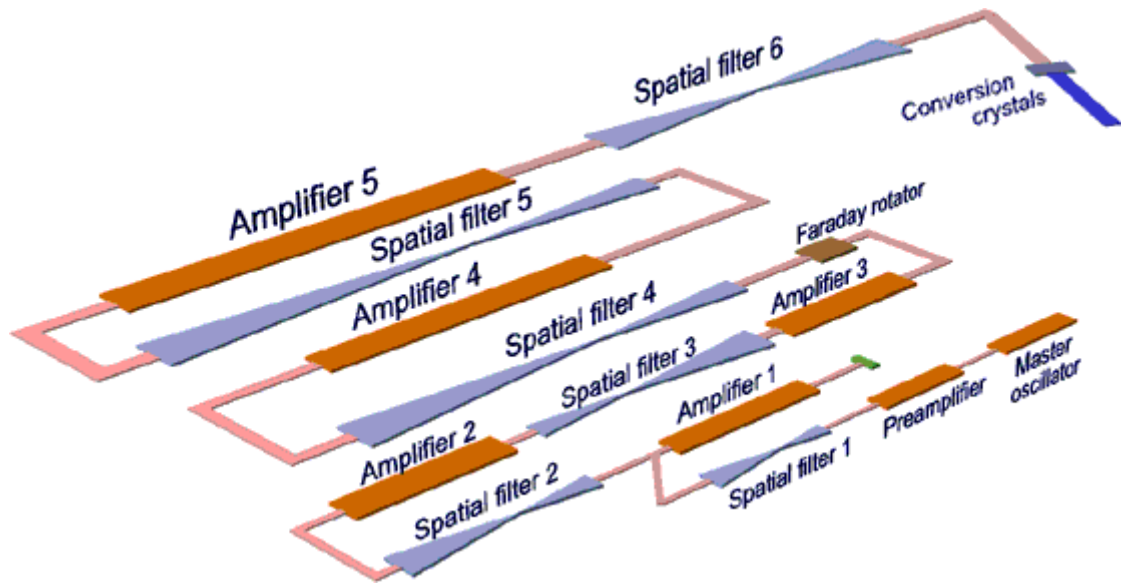 Spatial filter 6
Conversion
crystals
Amplifier 5
Spatial filter 5
Faraday rotator
Amplifier 4
Spatial filter 4
Amplifier 3
Spatial filter 3
Amplifier 1
Master
oscillator
Preamplifier
Amplifier 2
Spatial filter 2
Spatial filter 1